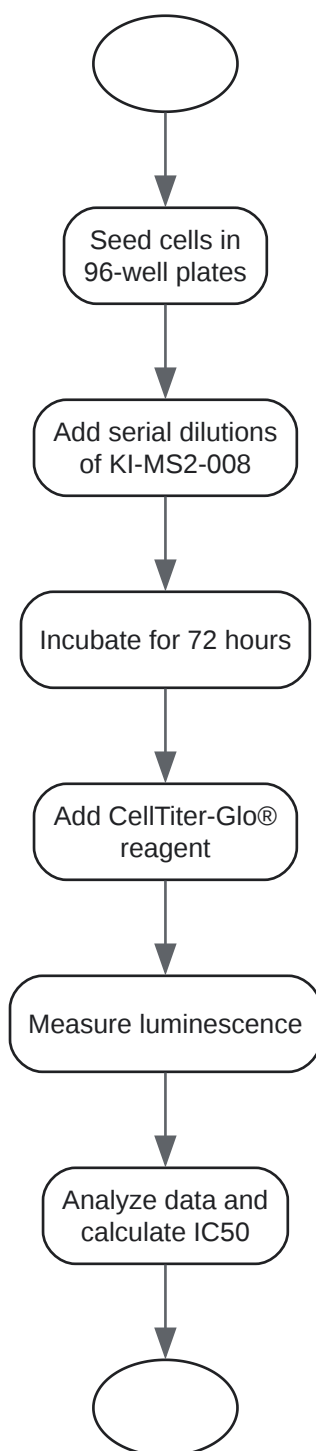 Seed cells in
96-well plates
Add serial dilutions
of KI-MS2-008
Incubate for 72 hours
Add CellTiter-Glo®
reagent
Measure luminescence
Analyze data and
calculate IC50